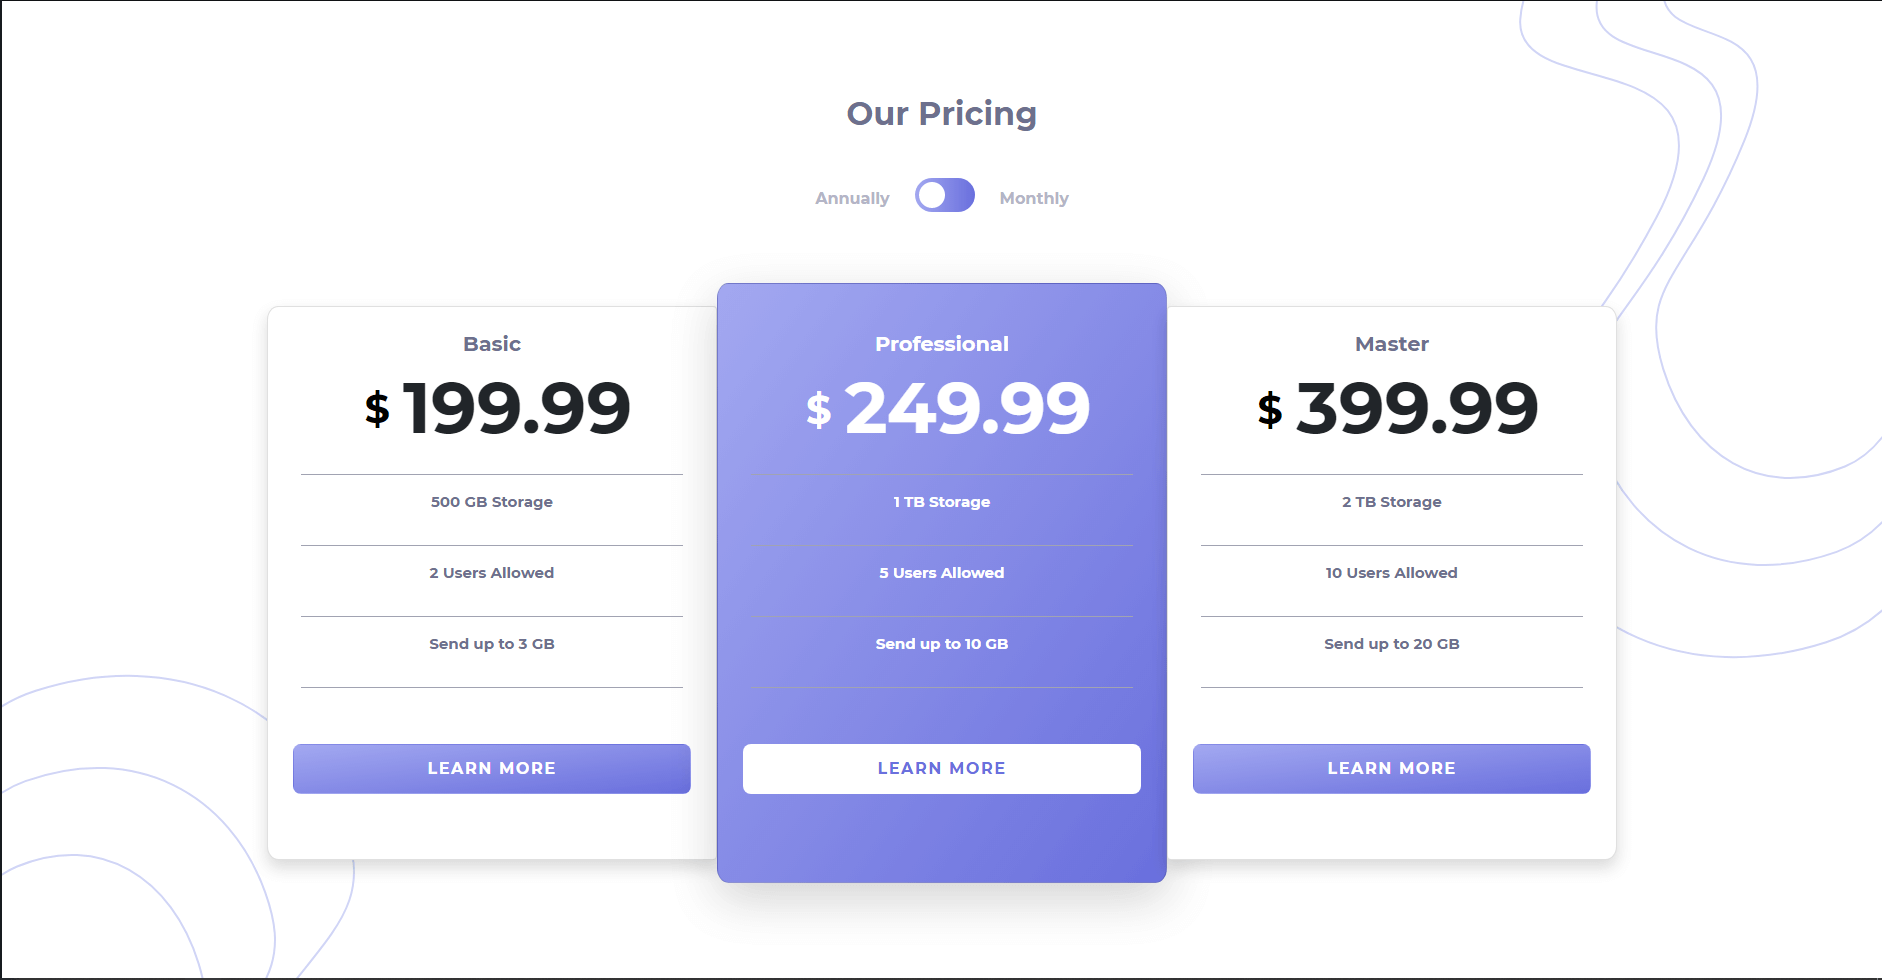 Our Pricing
Annually Monthly
Basic
$ 199.99
500 GB Storage
2 Users Allowed
Send up to 3 GB
LEARN MORE
Professional
$ 249.99
1 TB Storage
5 Users Allowed
Send up to 10 GB
LEARN MORE
Master
$ 399.99
2 TB Storage
10 Users Allowed
Send up to 20 GB
LEARN MORE